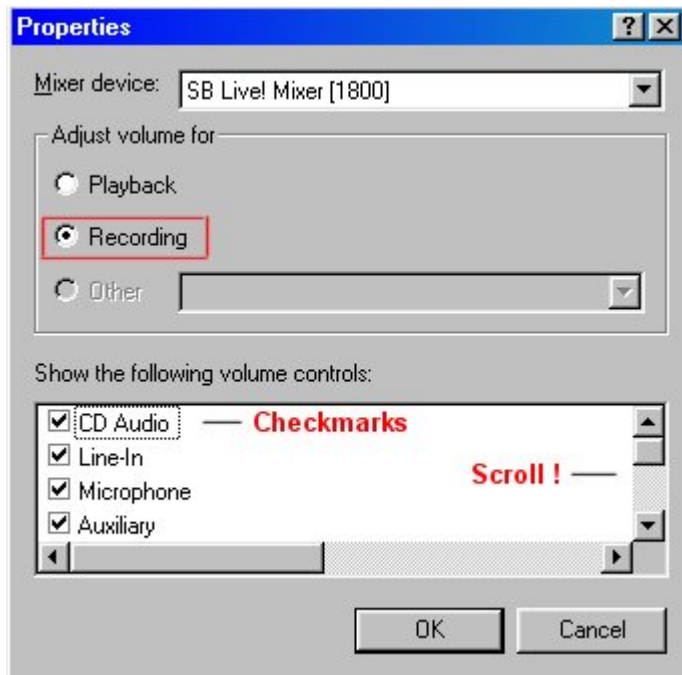 Properties
Mixer device: SB Live! Mixer [1800]
Adjust volume for
Playback
Recording
Other
Show the following volume controls:
CD Audio — Checkmarks
Line-In
Scroll ! —
Microphone
Auxiliary
OK Cancel